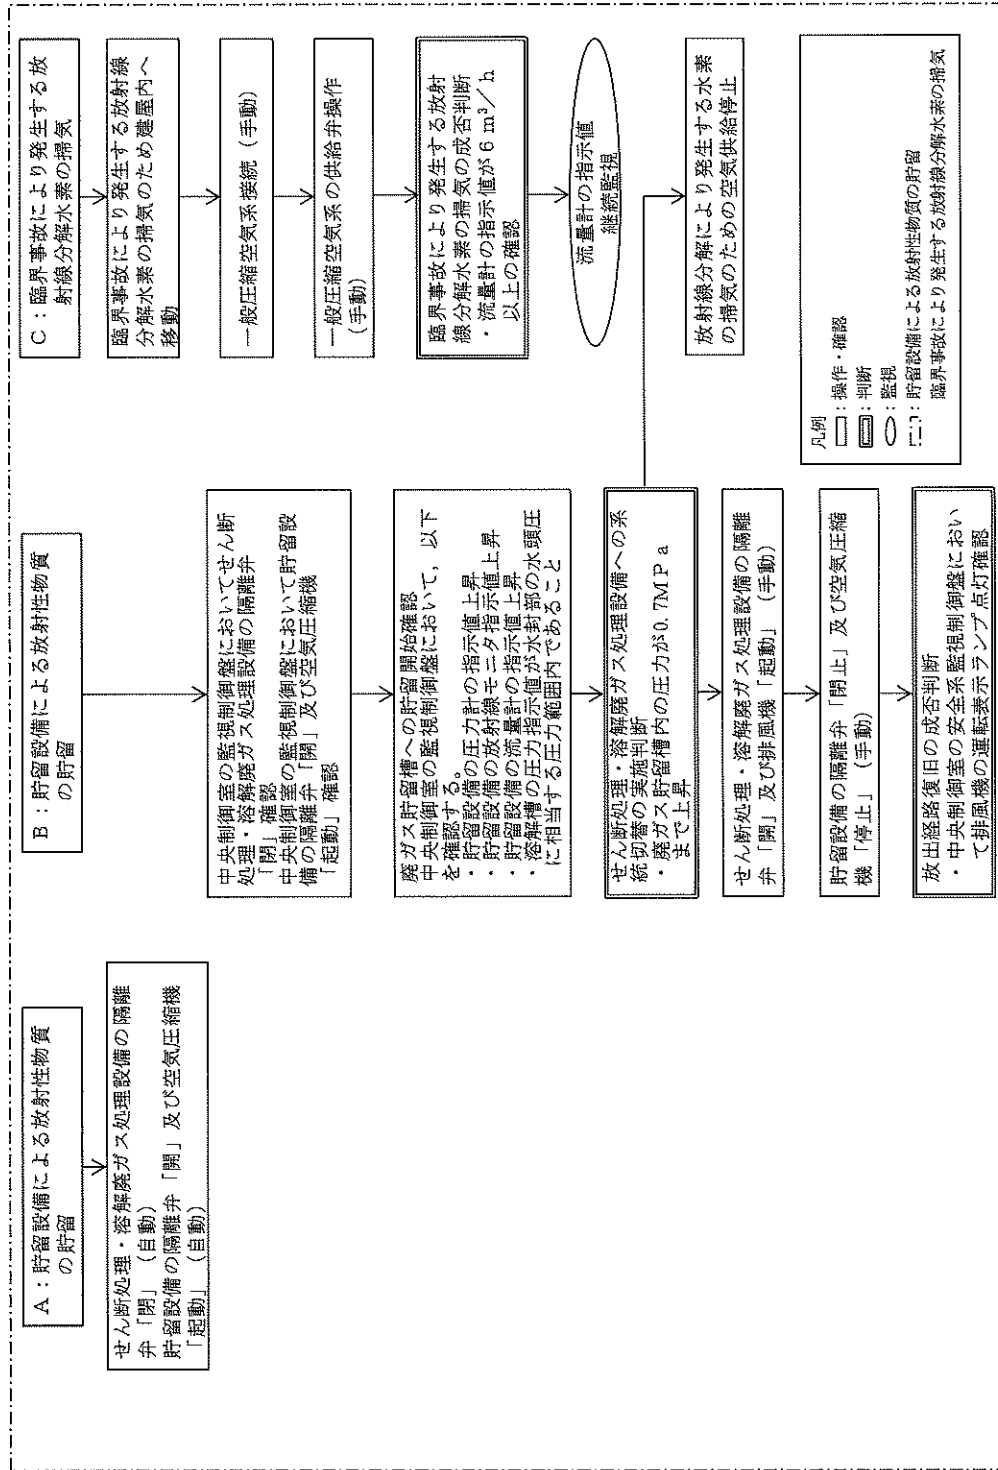 A：貯留設備による放射性物質
の貯留
せん断処理・溶解廃ガス処理設備の隔離
弁「閉」（自動）
貯留設備の隔離弁「開」及び空気圧縮機
「起動」（自動）
B：貯留設備による放射性物質
の貯留
中央制御室の監視制御盤においてせん断
処理・溶解廃ガス処理設備の隔離弁
「閉」確認
中央制御室の監視制御盤において貯留設
備の隔離弁「開」及び空気圧縮機
「起動」確認
廃ガス貯留槽への貯留開始確認
中央制御室の監視制御盤において，以下
を確認する。
・貯留設備の圧力計の指示値上昇
・貯留設備の放射線モニタ指示値上昇
・貯留設備の流量計の指示値上昇
・溶解槽の圧力指示値が水封部の水頭圧
に相当する圧力範囲内であること
せん断処理・溶解廃ガス処理設備への系
統切替の実施判断
・廃ガス貯留槽内の圧力が0.7MPa
まで上昇
せん断処理・溶解廃ガス処理設備の隔離
弁「開」及び排風機「起動」（手動）
貯留設備の隔離弁「閉止」及び空気圧縮
機「停止」（手動）
放出経路復旧の成否判断
・中央制御室の安全系監視制御盤におい
て排風機の運転表示ランプ点灯確認
C：臨界事故により発生する放
射線分解水素の掃気
臨界事故により発生する放射線
分解水素の掃気のため建屋内へ
移動
一般圧縮空気系接続（手動）
一般圧縮空気系の供給弁操作
（手動）
臨界事故により発生する放射
線分解水素の掃気の成否判断
・流量計の指示値が6m³／h
以上の確認
流量計の指示値
継続監視
放射線分解により発生する水素
の掃気のための空気供給停止
凡例
：操作・確認
：判断
：監視
：貯留設備による放射性物質の貯留
臨界事故により発生する放射線分解水素の掃気